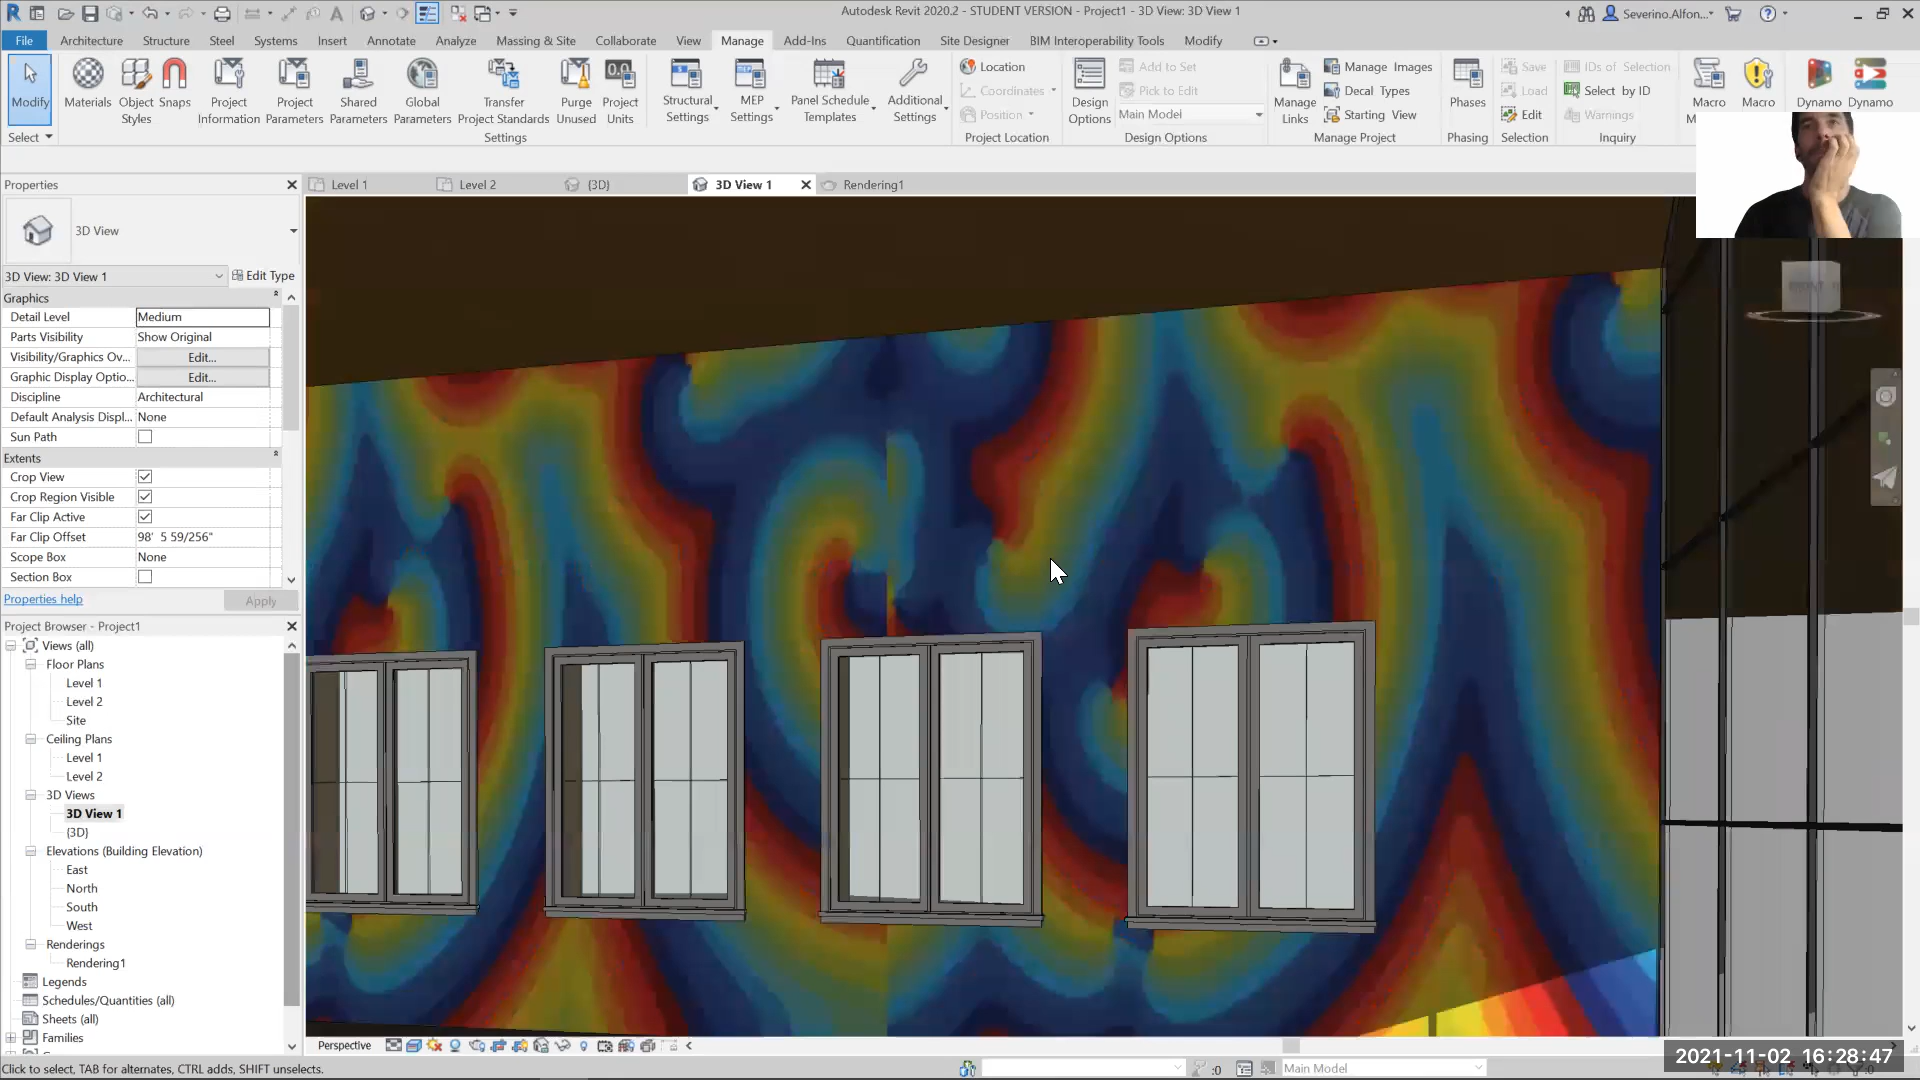 Autodesk Revit 2020.2 - STUDENT VERSION - Project1 - 3D View: 3D View 1
Severino.Alfon...
File Architecture Structure Steel Systems Insert Annotate Analyze Massing & Site Collaborate View Manage Add-Ins Quantification Site Designer BIM Interoperability Tools Modify
Modify
Materials
Object Styles
Snaps
Project Information
Project Parameters
Shared Parameters
Global Parameters
Transfer Project Standards
Purge Unused
Project Units
Structural Settings
MEP Settings
Panel Schedule Templates
Additional Settings
Location
Coordinates
Position
Design Options
Add to Set
Pick to Edit
Main Model
Manage Links
Manage Images
Decal Types
Starting View
Phases
Save
Load
Edit
IDs of Selection
Select by ID
Warnings
Macro
Macro
Dynamo
Dynamo
Select
Settings
Project Location
Design Options
Manage Project
Phasing
Selection
Inquiry
Properties
Level 1
Level 2
{3D}
3D View 1
Rendering1
3D View
3D View: 3D View 1
Edit Type
Graphics
Detail Level Medium
Parts Visibility Show Original
Visibility/Graphics Ov... Edit...
Graphic Display Optio... Edit...
Discipline Architectural
Default Analysis Displ... None
Sun Path
Extents
Crop View
Crop Region Visible
Far Clip Active
Far Clip Offset 98' 5 59/256"
Scope Box None
Section Box
Properties help
Apply
Project Browser - Project1
Views (all)
Floor Plans
Level 1
Level 2
Site
Ceiling Plans
Level 1
Level 2
3D Views
3D View 1
{3D}
Elevations (Building Elevation)
East
North
South
West
Renderings
Rendering1
Legends
Schedules/Quantities (all)
Sheets (all)
Families
Perspective
Click to select, TAB for alternates, CTRL adds, SHIFT unselects.
:0
Main Model
2021-11-02 16:28:47